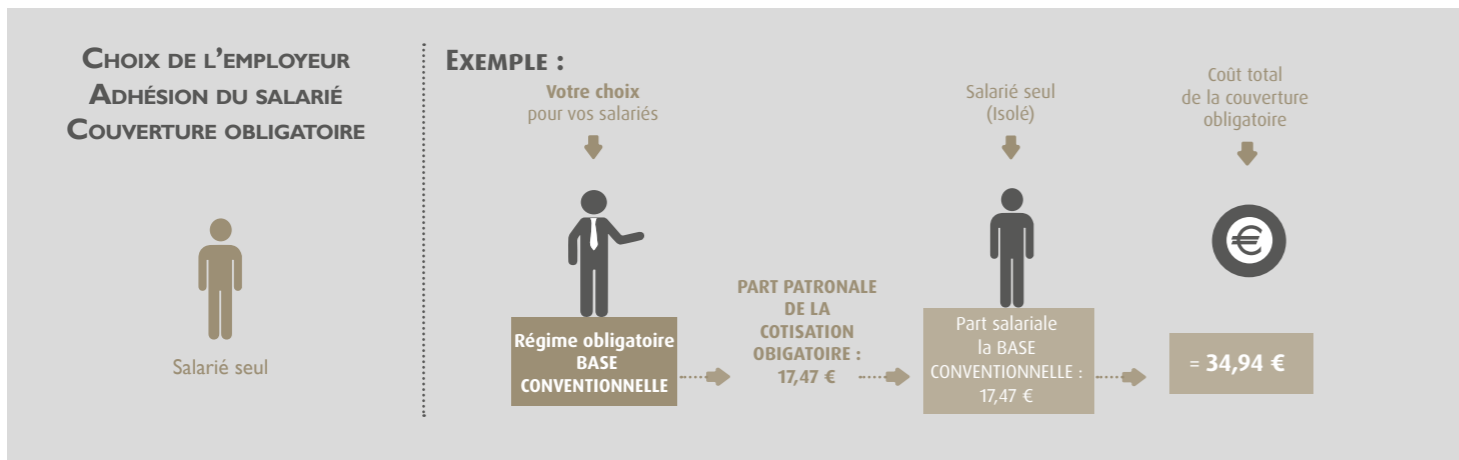 CHOIX DE L'EMPLOYEUR
ADHÉSION DU SALARIÉ
COUVERTURE OBLIGATOIRE
Salarié seul
EXEMPLE :
Votre choix
pour vos salariés
Régime obligatoire
BASE
CONVENTIONNELLE
PART PATRONALE
DE LA
COTISATION
OBIGATOIRE :
17,47 €
Salarié seul
(Isolé)
Part salariale
la BASE
CONVENTIONNELLE :
17,47 €
Coût total
de la couverture
obligatoire
€
= 34,94 €